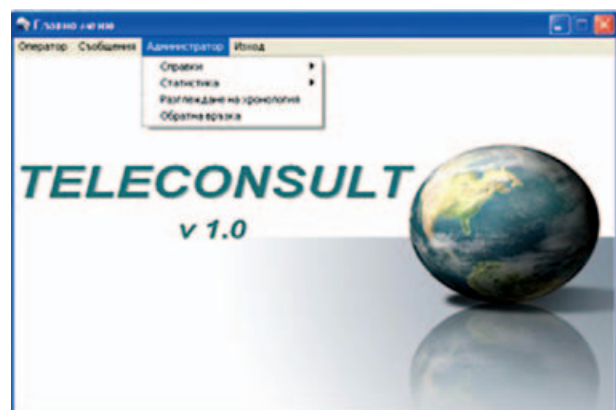 Главно меню
Оператор Съобщения Администратор Изход
Справки
Статистика
Разглеждане на хронология
Обратна връзка
TELECONSULT
v 1.0